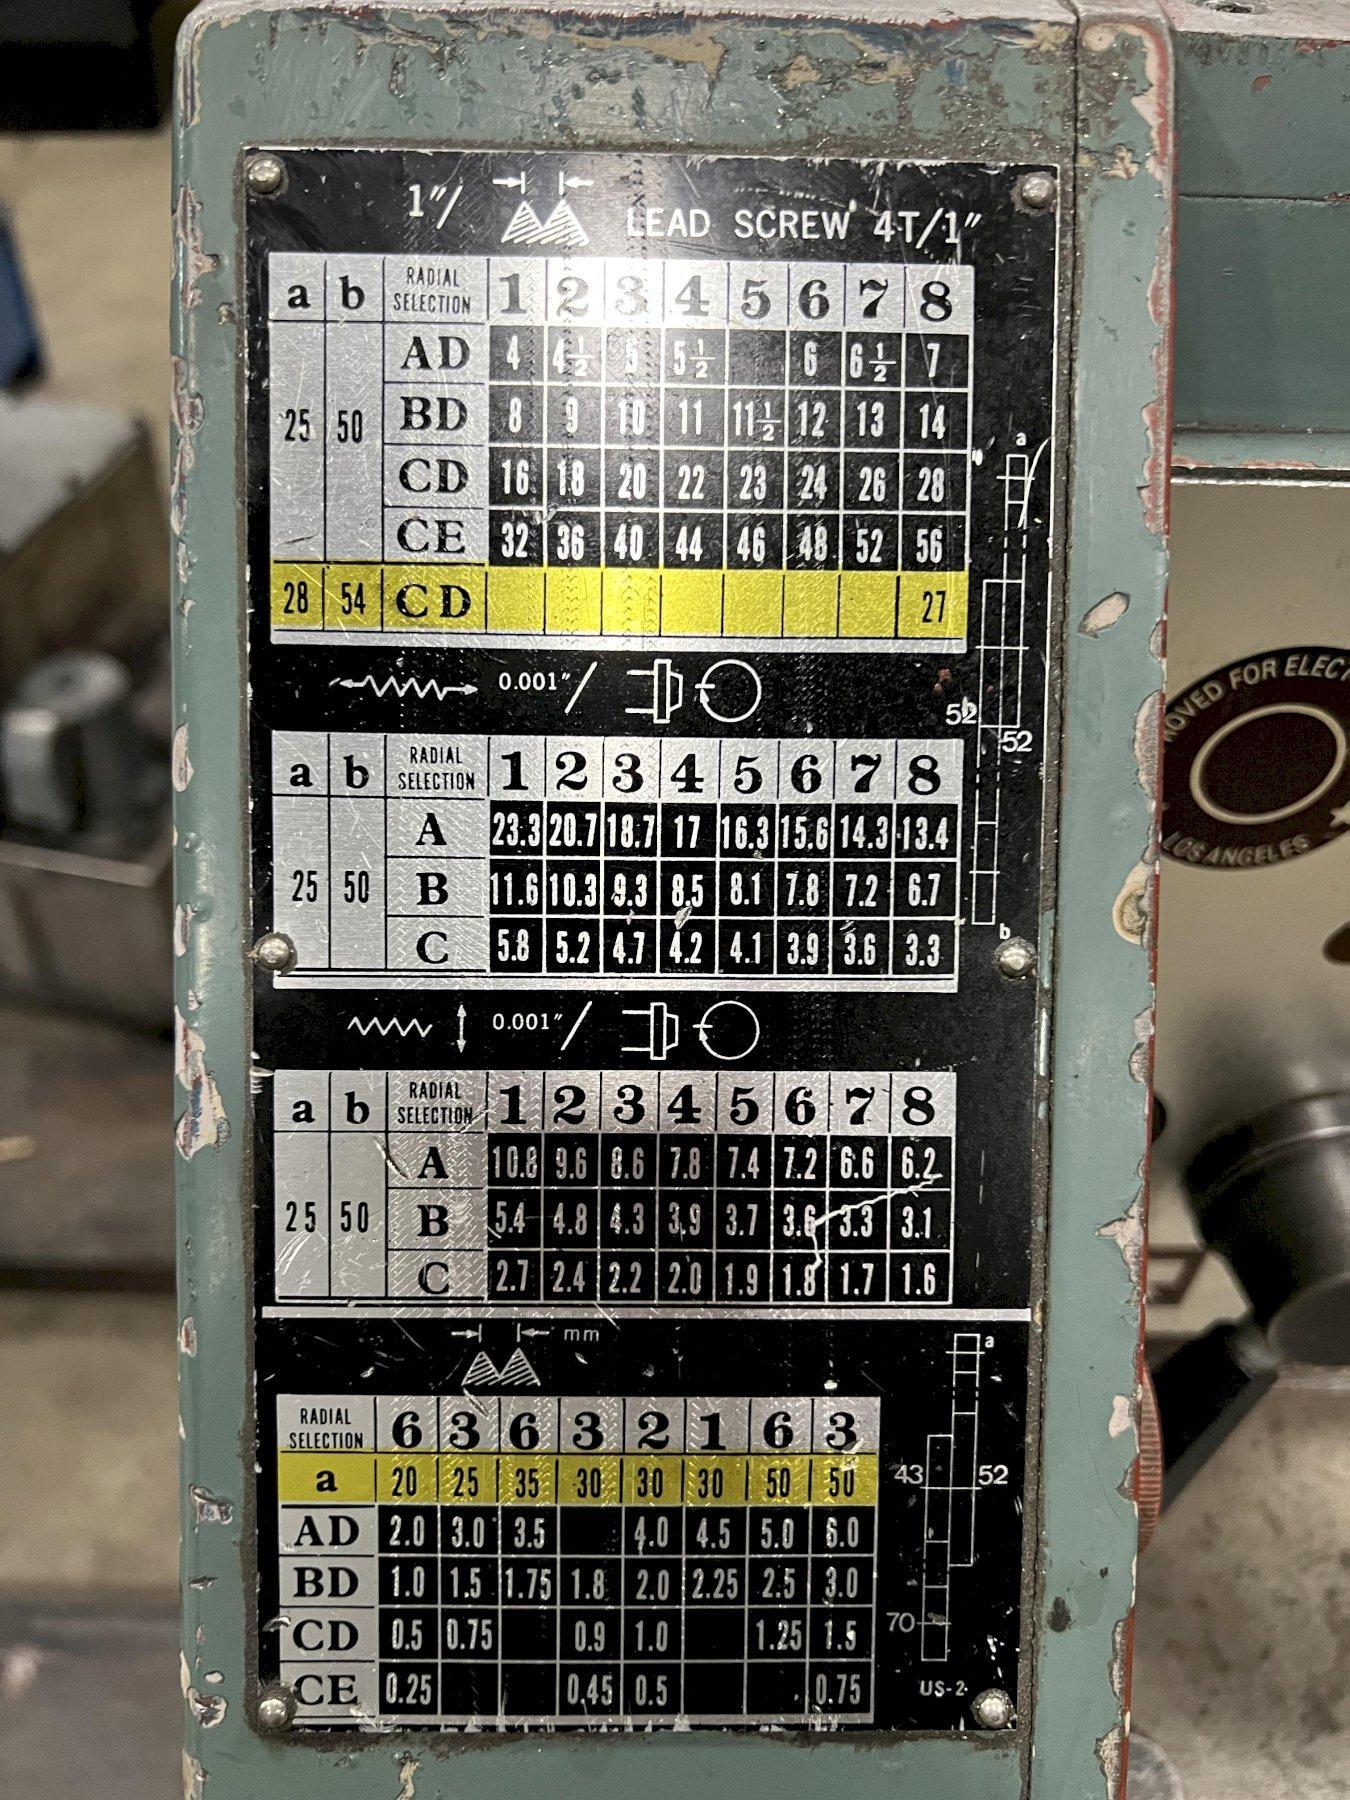 1"/ LEAD SCREW 4T/1"
a b RADIAL SELECTION 1 2 3 4 5 6 7 8
25 50 AD 4 4½ 5 5½ 6 6½ 7
BD 8 9 10 11 11½ 12 13 14
CD 16 18 20 22 23 24 26 28
CE 32 36 40 44 46 48 52 56
28 54 CD 27
a
52
52
b
0.001"/
a b RADIAL SELECTION 1 2 3 4 5 6 7 8
25 50 A 23.3 20.7 18.7 17 16.3 15.6 14.3 13.4
B 11.6 10.3 9.3 8.5 8.1 7.8 7.2 6.7
C 5.8 5.2 4.7 4.2 4.1 3.9 3.6 3.3
0.001"/
a b RADIAL SELECTION 1 2 3 4 5 6 7 8
25 50 A 10.8 9.6 8.6 7.8 7.4 7.2 6.6 6.2
B 5.4 4.8 4.3 3.9 3.7 3.6 3.3 3.1
C 2.7 2.4 2.2 2.0 1.9 1.8 1.7 1.6
mm
RADIAL SELECTION 6 3 6 3 2 1 6 3
a 20 25 35 30 30 30 50 50
AD 2.0 3.0 3.5 4.0 4.5 5.0 6.0
BD 1.0 1.5 1.75 1.8 2.0 2.25 2.5 3.0
CD 0.5 0.75 0.9 1.0 1.25 1.5
CE 0.25 0.45 0.5 0.75
a
43 52
70
US-2
FOR
LOS ANGELES